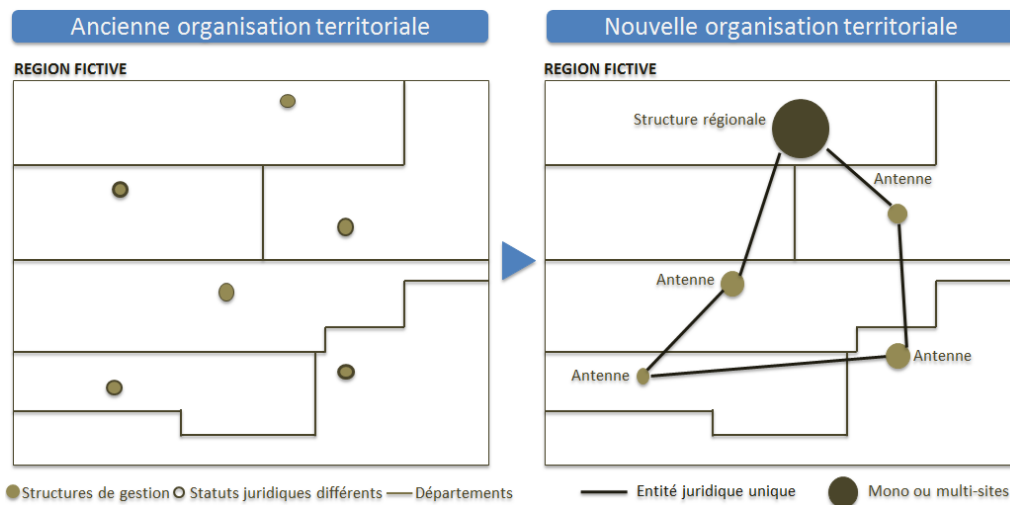 Ancienne organisation territoriale
Nouvelle organisation territoriale
REGION FICTIVE
REGION FICTIVE
Structure régionale
Antenne
Antenne
Antenne
Antenne
Structures de gestion
Statuts juridiques différents
Départements
Entité juridique unique
Mono ou multi-sites